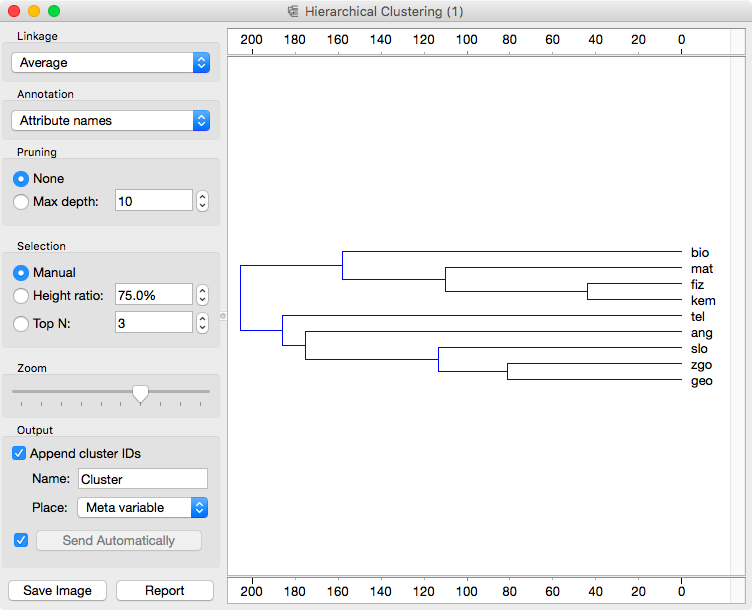 Hierarchical Clustering (1)
Linkage
Average
Annotation
Attribute names
Pruning
None
Max depth: 10
Selection
Manual
Height ratio: 75.0%
Top N: 3
Zoom
Output
Append cluster IDs
Name: Cluster
Place: Meta variable
Send Automatically
Save Image Report
200 180 160 140 120 100 80 60 40 20 0
bio
mat
fiz
kem
tel
ang
slo
zgo
geo
200 180 160 140 120 100 80 60 40 20 0